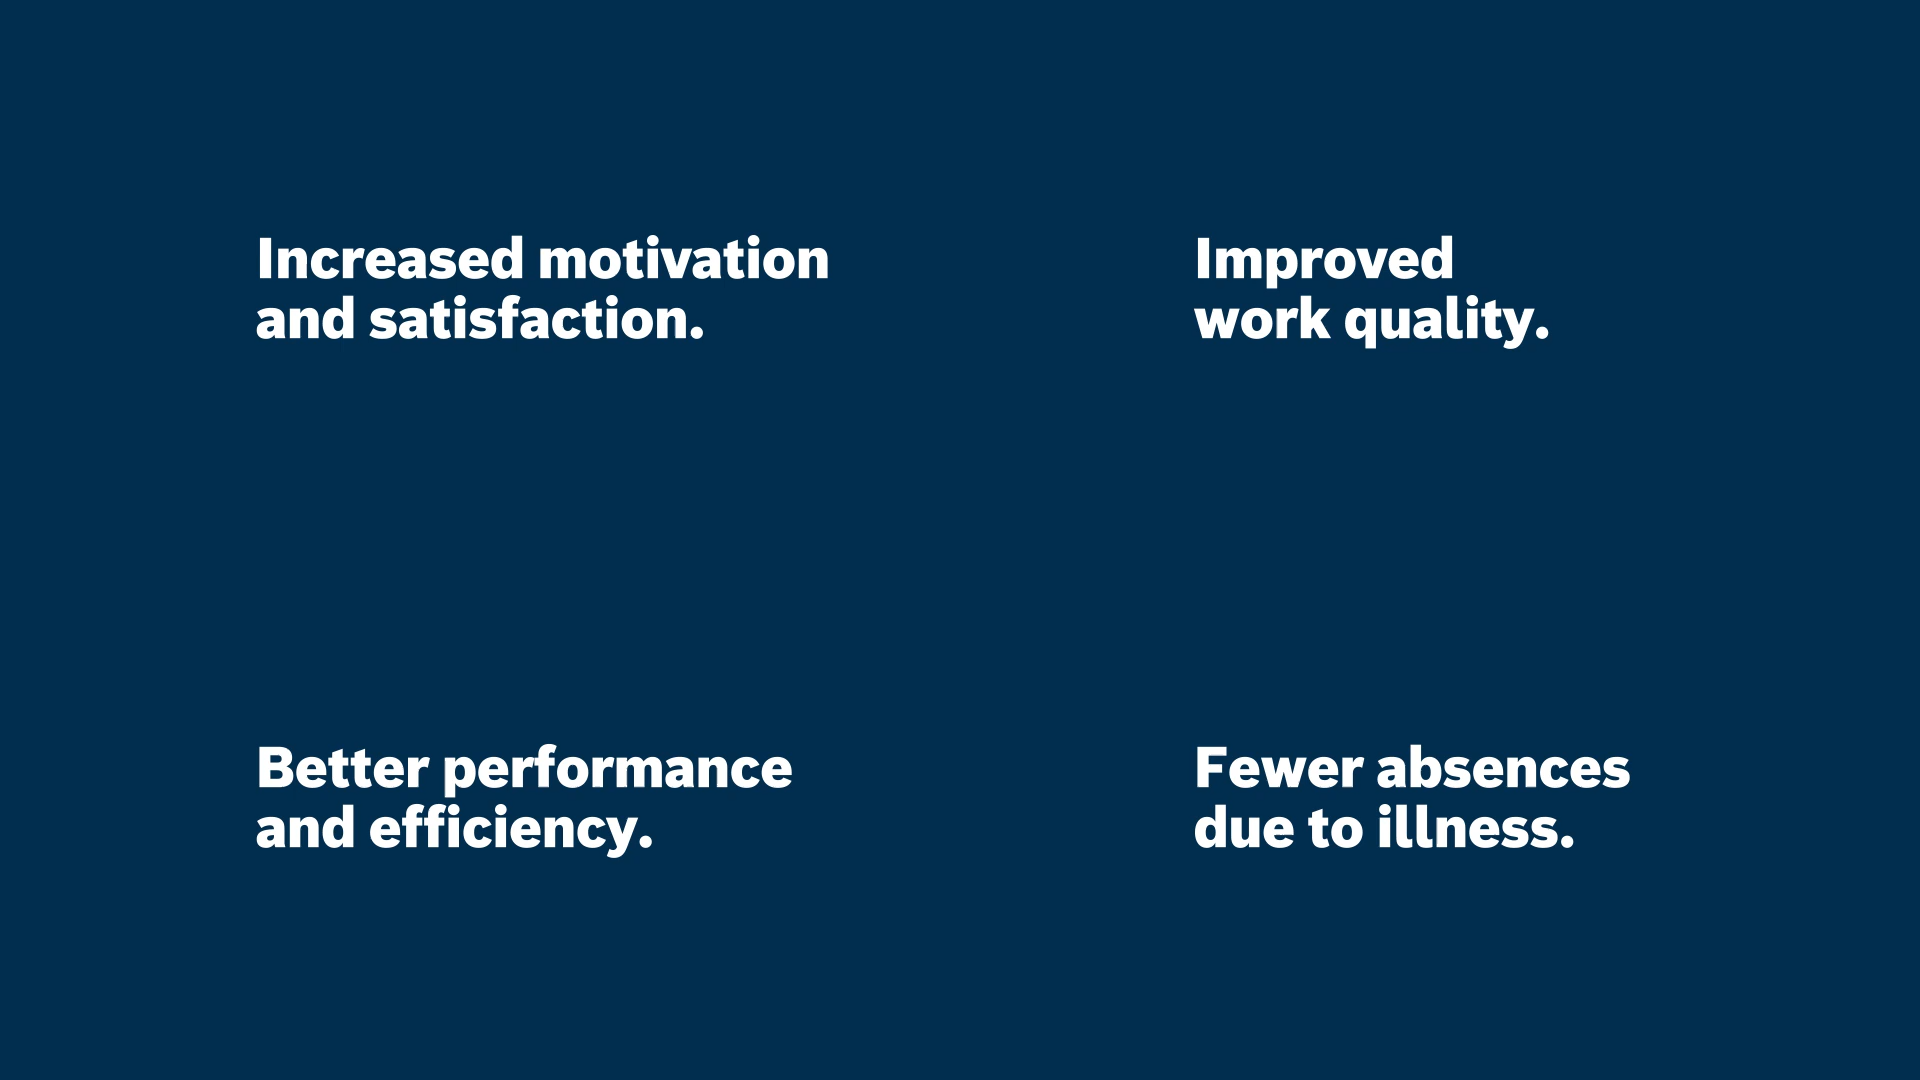 Increased motivation
and satisfaction.
Improved
work quality.
Better performance
and efficiency.
Fewer absences
due to illness.